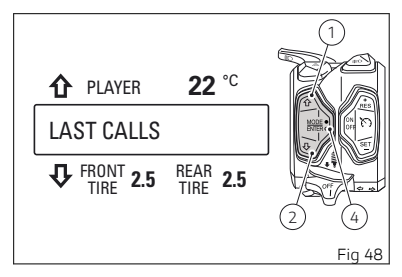 1
PLAYER 22 °C
LAST CALLS
FRONT TIRE 2.5 REAR TIRE 2.5
MODE
ENTER
ON
OFF
RES
SET
OFF
2
4
Fig 48